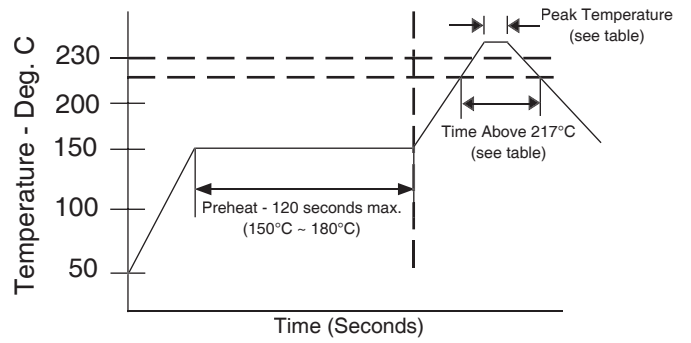 Peak Temperature
(see table)
230
200
Time Above 217°C
(see table)
150
100
Preheat - 120 seconds max.
(150°C ~ 180°C)
50
Temperature - Deg. C
Time (Seconds)